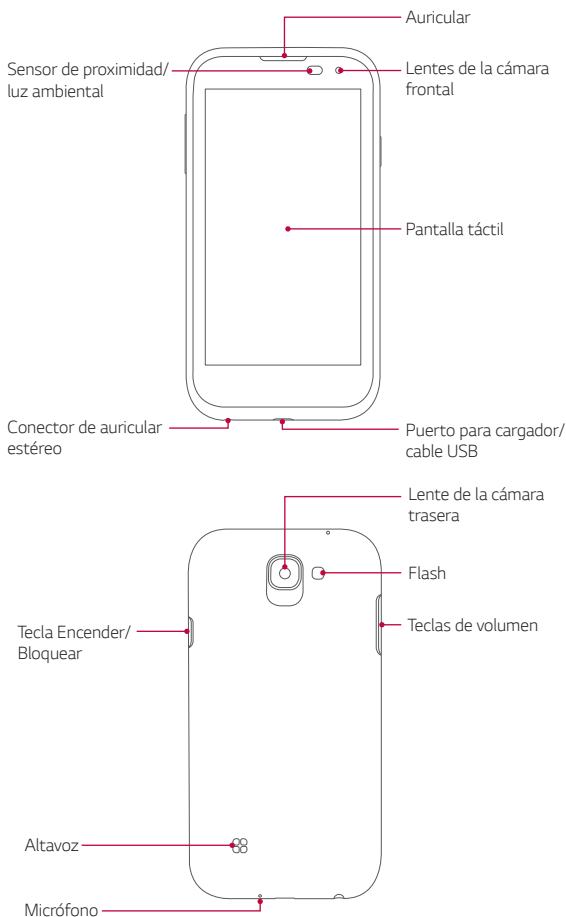 Auricular
Sensor de proximidad/
luz ambiental
Lentes de la cámara
frontal
Pantalla táctil
Conector de auricular
estéreo
Puerto para cargador/
cable USB
Lente de la cámara
trasera
Flash
Tecla Encender/
Bloquear
Teclas de volumen
Altavoz
Micrófono